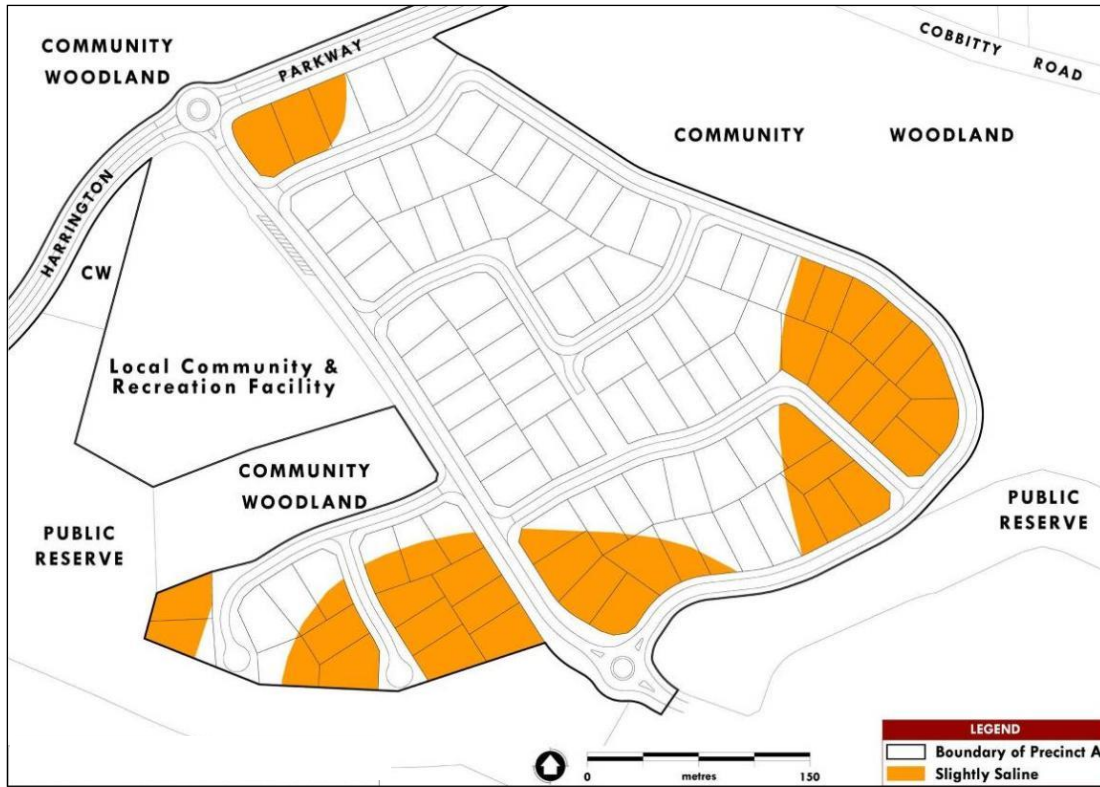 COMMUNITY
WOODLAND
PARKWAY
COBBITTY ROAD
COMMUNITY WOODLAND
HARRINGTON
CW
Local Community &
Recreation Facility
COMMUNITY
WOODLAND
PUBLIC
RESERVE
PUBLIC
RESERVE
LEGEND
Boundary of Precinct A
Slightly Saline
0 metres 150